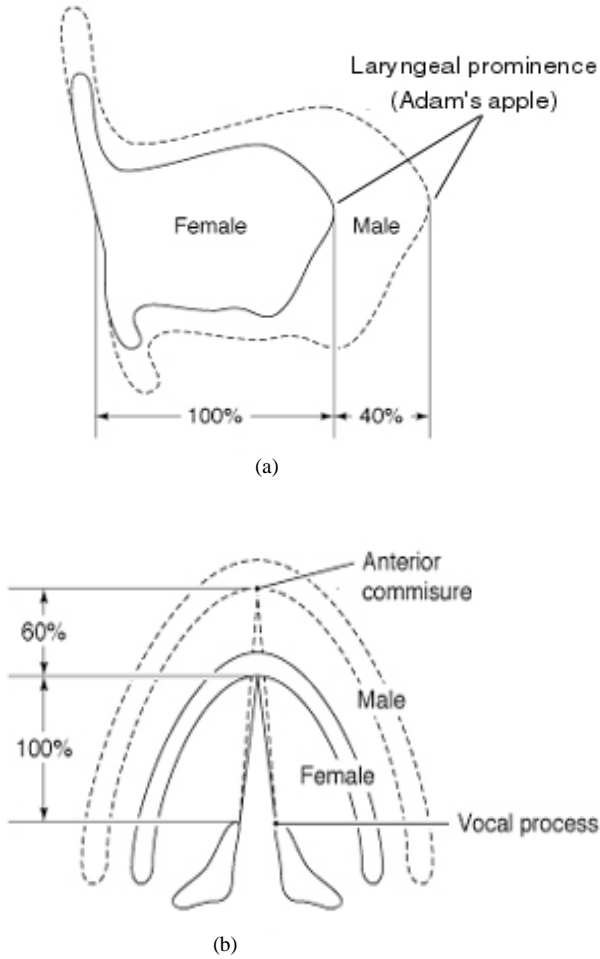 Laryngeal prominence
(Adam's apple)
Female
Male
100%
40%
(a)
Anterior
commisure
60%
Male
100%
Female
Vocal process
(b)